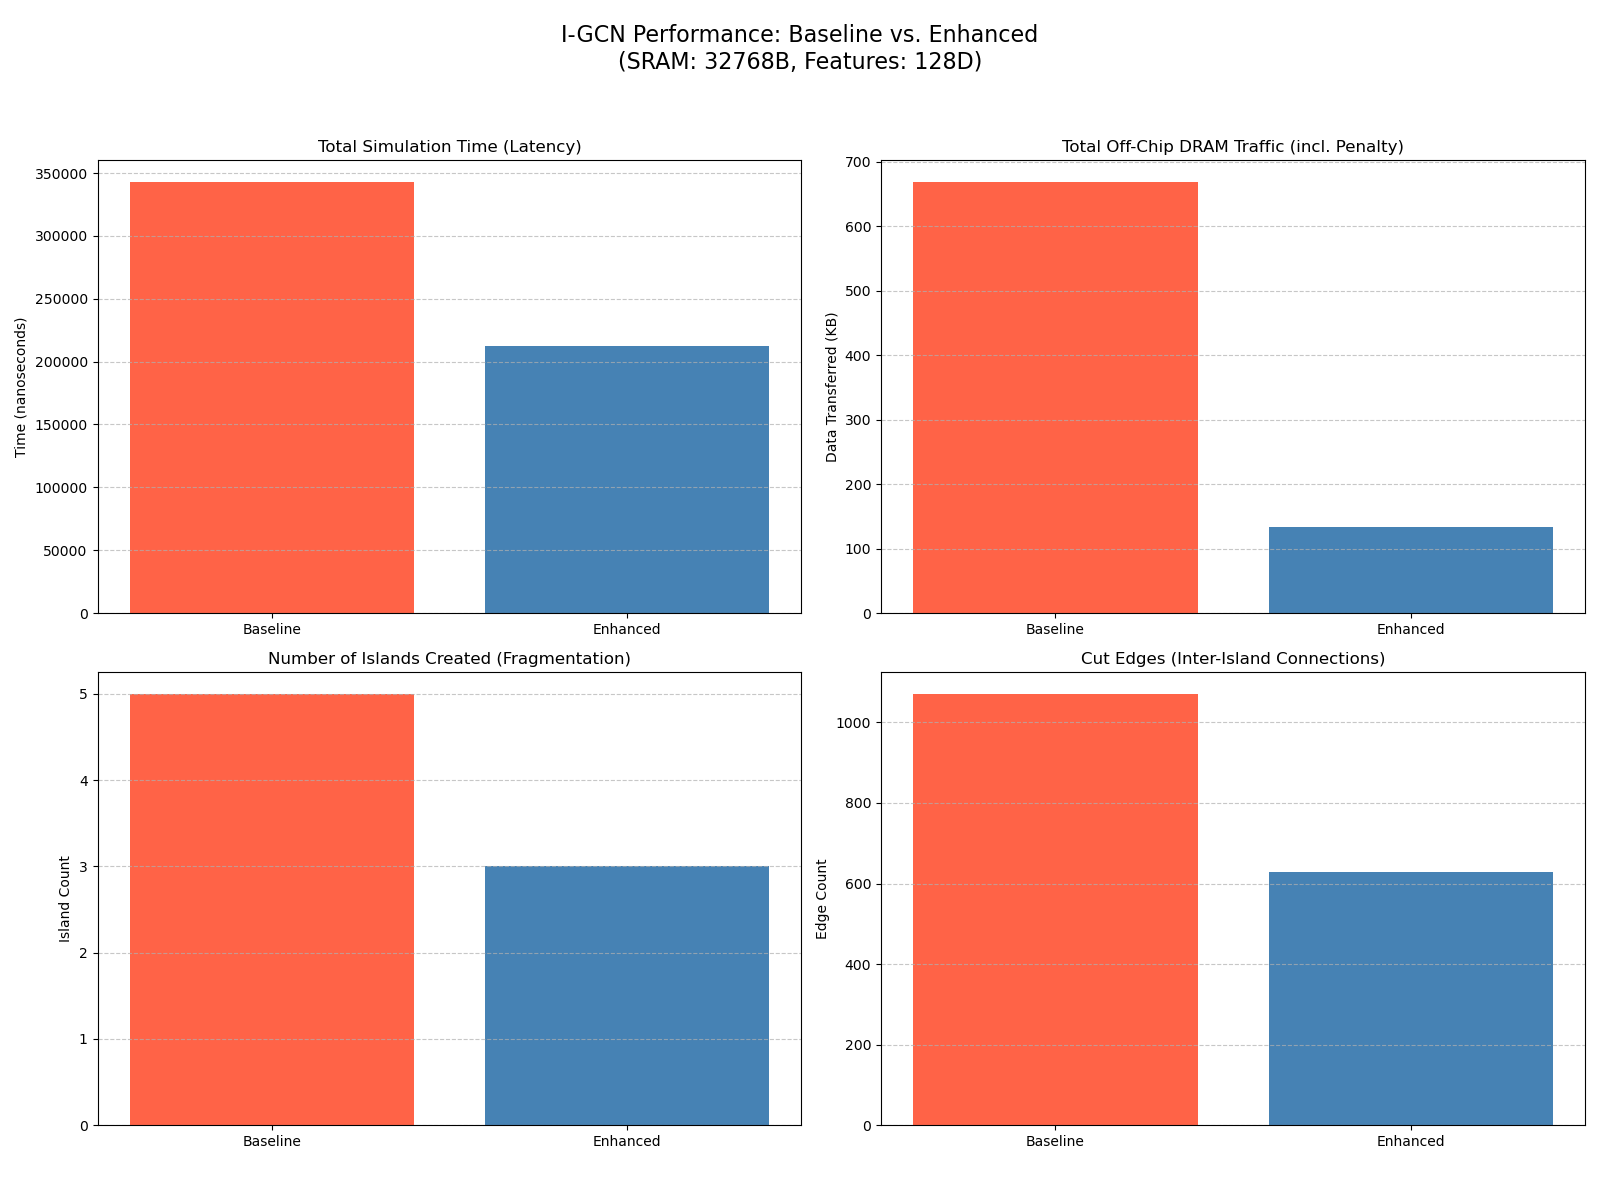 I-GCN Performance: Baseline vs. Enhanced
(SRAM: 32768B, Features: 128D)
Total Simulation Time (Latency)
Time (nanoseconds)
350000
300000
250000
200000
150000
100000
50000
0
Baseline
Enhanced
Total Off-Chip DRAM Traffic (incl. Penalty)
Data Transferred (KB)
700
600
500
400
300
200
100
0
Baseline
Enhanced
Number of Islands Created (Fragmentation)
Island Count
5
4
3
2
1
0
Baseline
Enhanced
Cut Edges (Inter-Island Connections)
Edge Count
1000
800
600
400
200
0
Baseline
Enhanced